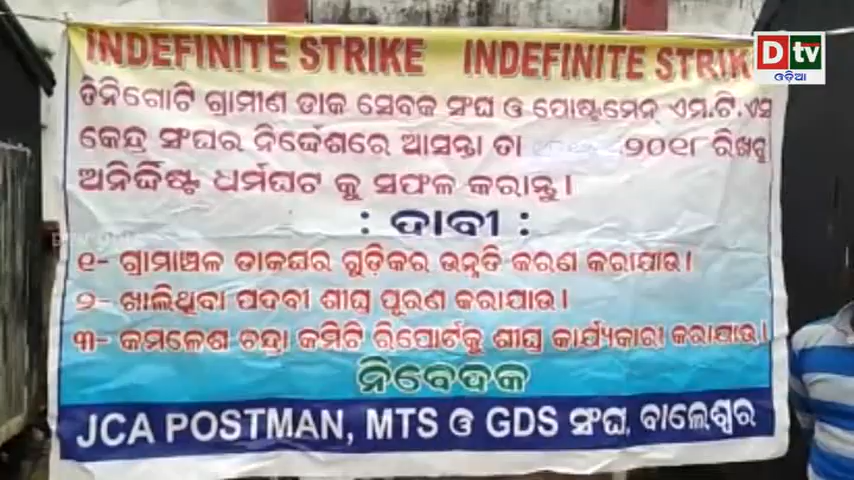 INDEFINITE STRIKE INDEFINITE STRIK
Dtv
ଓଡ଼ିଆ
ତିନିଗୋଟି ଗ୍ରାମୀଣ ଡାକ ସେବକ ସଂଘ ଓ ପୋଷ୍ଟମେନ୍ ଏମ.ଟି.ଏସ
କେନ୍ଦ୍ର ସଂଘର ନିର୍ଦ୍ଦେଶରେ ଆସନ୍ତା ତା ୨୦୧୮ ରିଖରୁ
ଅନିର୍ଦ୍ଦିଷ୍ଟ ଧର୍ମଘଟ କୁ ସଫଳ କରାନ୍ତୁ ।
: ଦାବୀ :
୧- ଗ୍ରାମାଞ୍ଚଳ ଡାକଘର ଗୁଡ଼ିକର ଉନ୍ନତି କରଣ କରାଯାଉ ।
୨- ଖାଲିଥିବା ପଦବୀ ଶୀଘ୍ର ପୂରଣ କରାଯାଉ ।
୩- କମଳେଶ ଚନ୍ଦ୍ରା କମିଟି ରିପୋର୍ଟକୁ ଶୀଘ୍ର କାର୍ଯ୍ୟକାରୀ କରାଯାଉ ।
ନିବେଦକ
JCA POSTMAN, MTS ଓ GDS ସଂଘ, ବାଲେଶ୍ୱର